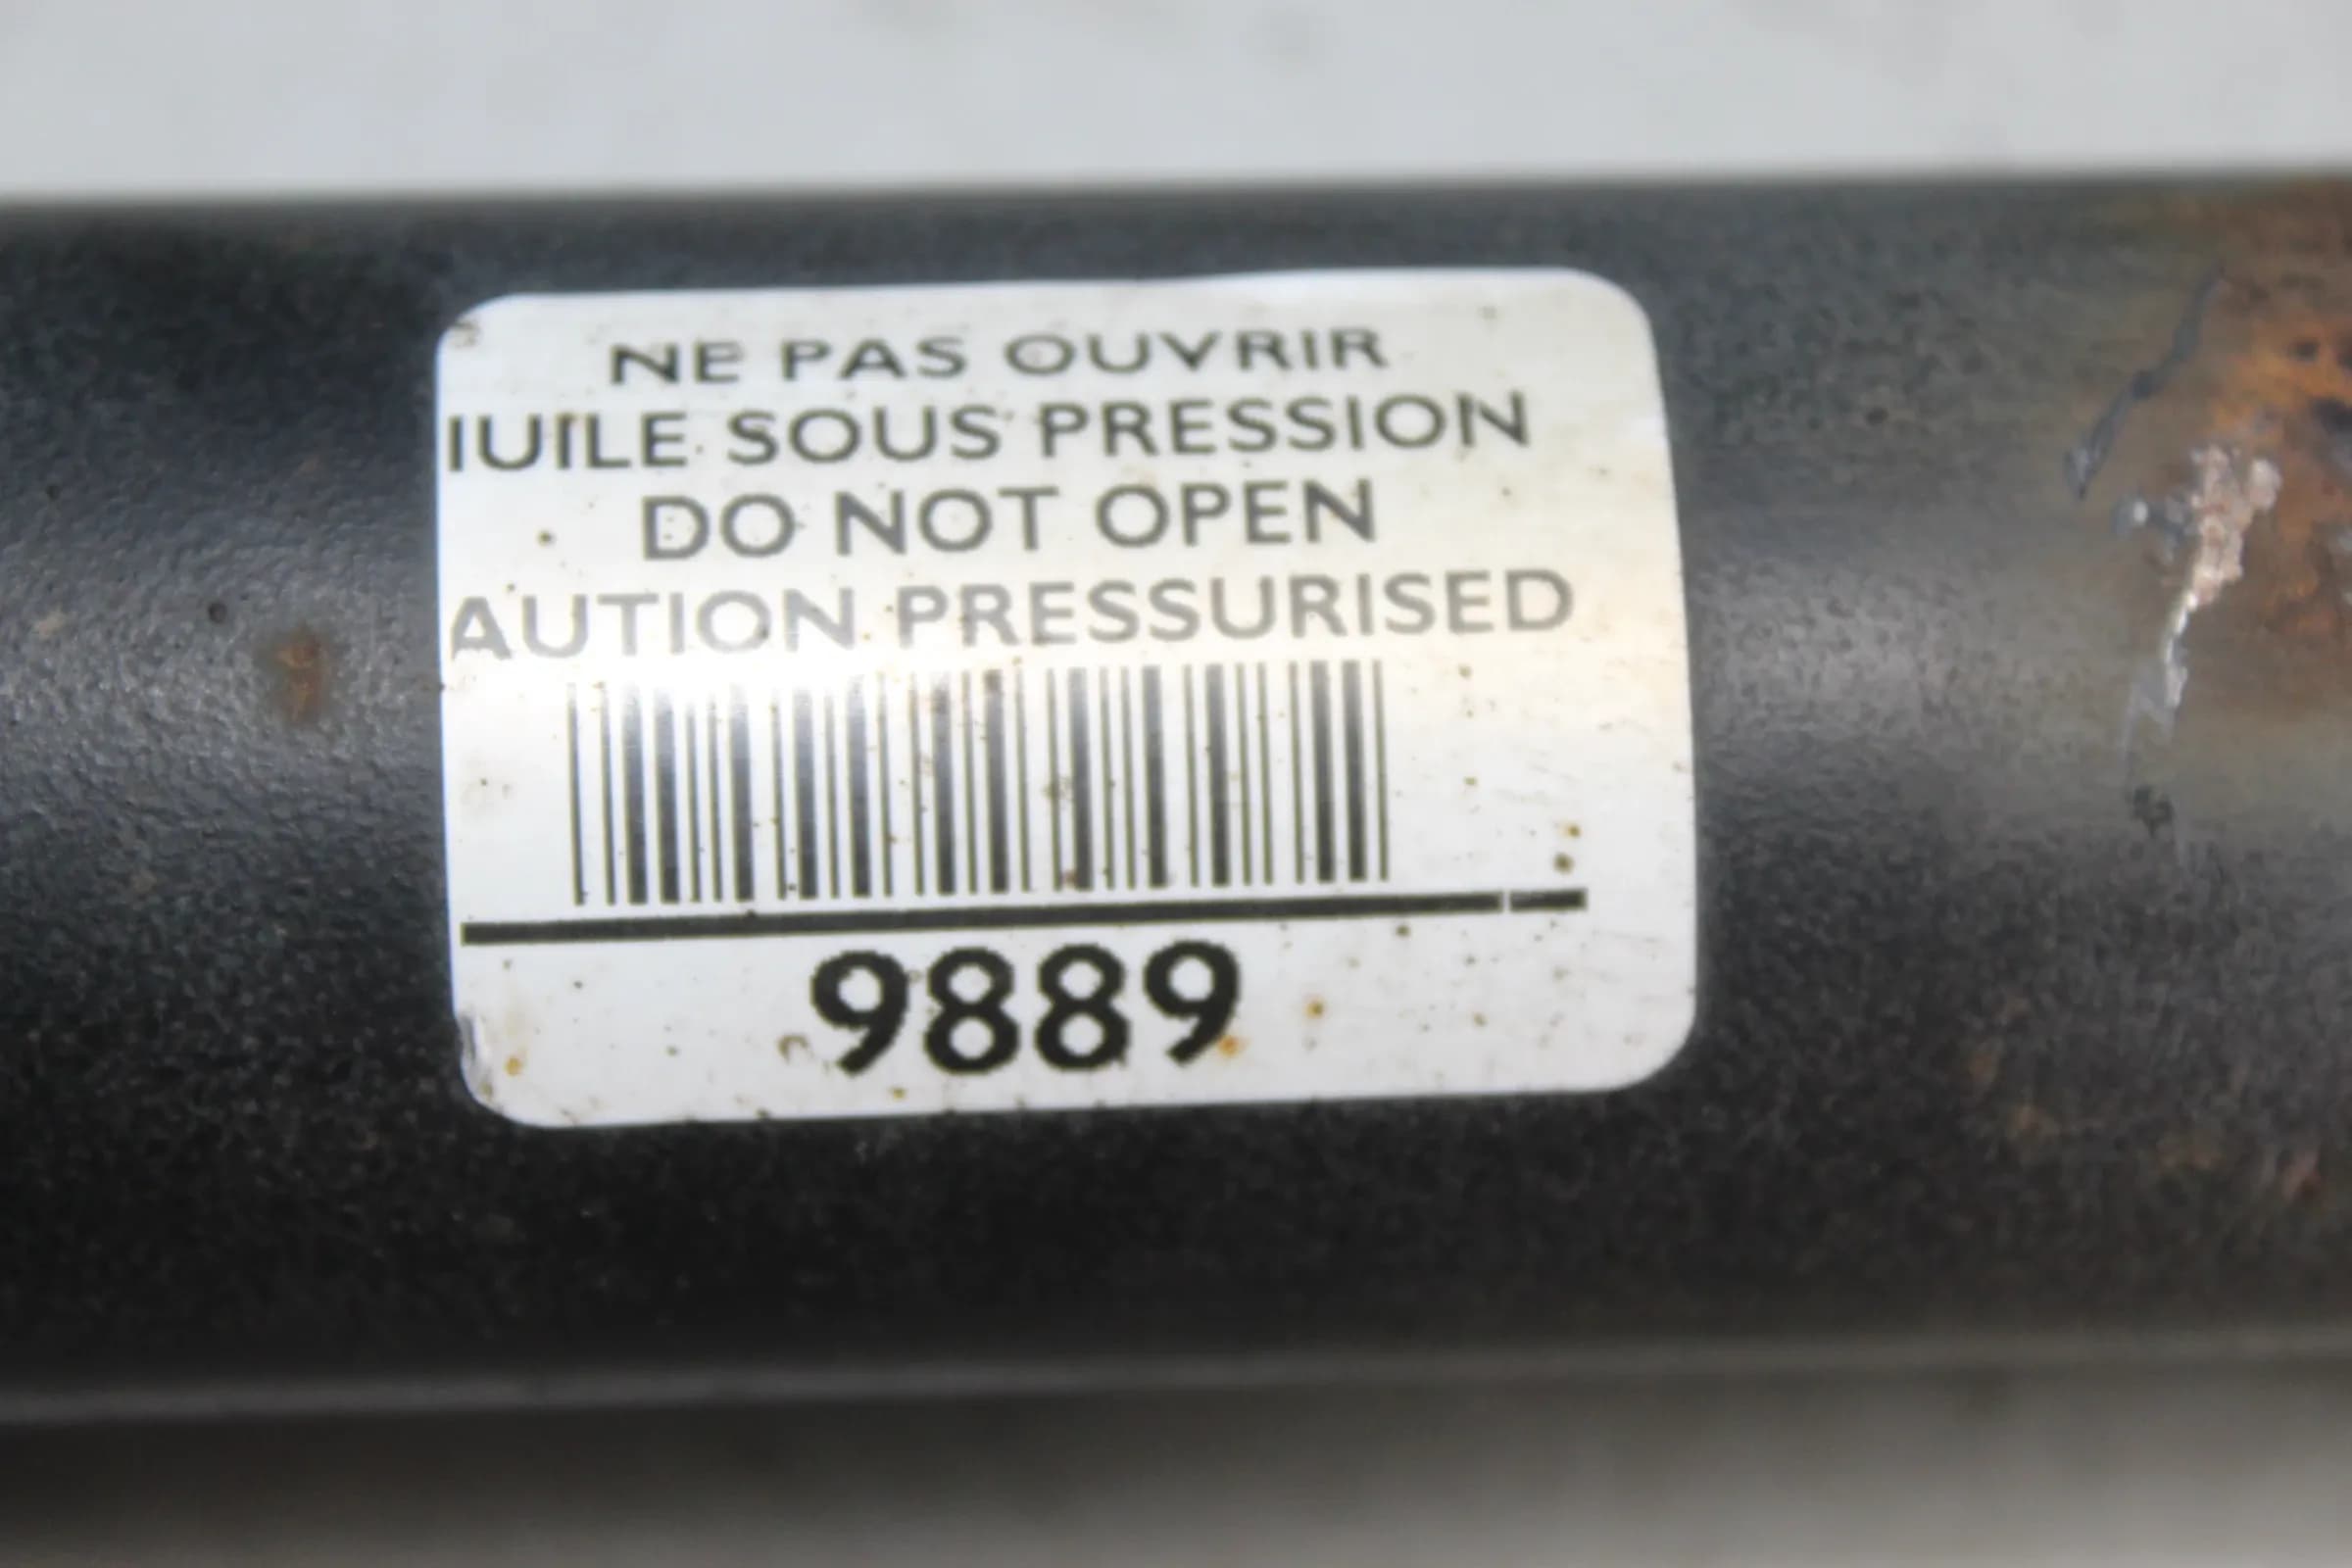 NE PAS OUVRIR
IUILE SOUS PRESSION
DO NOT OPEN
AUTION PRESSURISED
9889